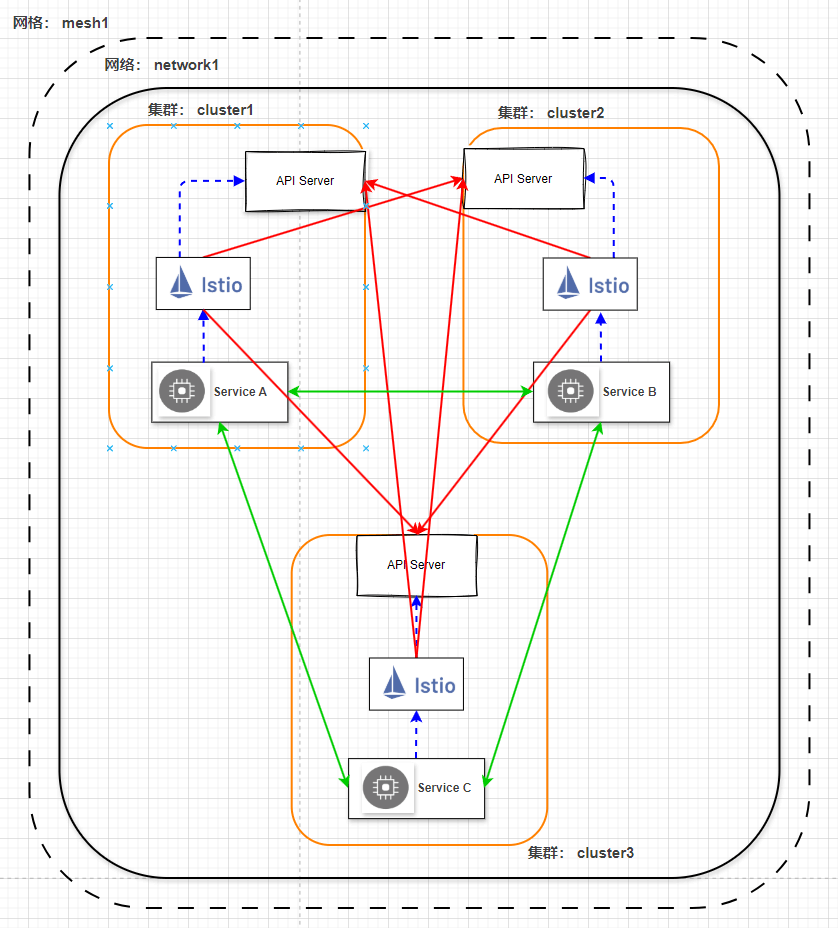 网格： mesh1
网络： network1
集群： cluster1
集群： cluster2
API Server
API Server
Istio
Istio
Service A
Service B
API Server
Istio
Service C
集群： cluster3